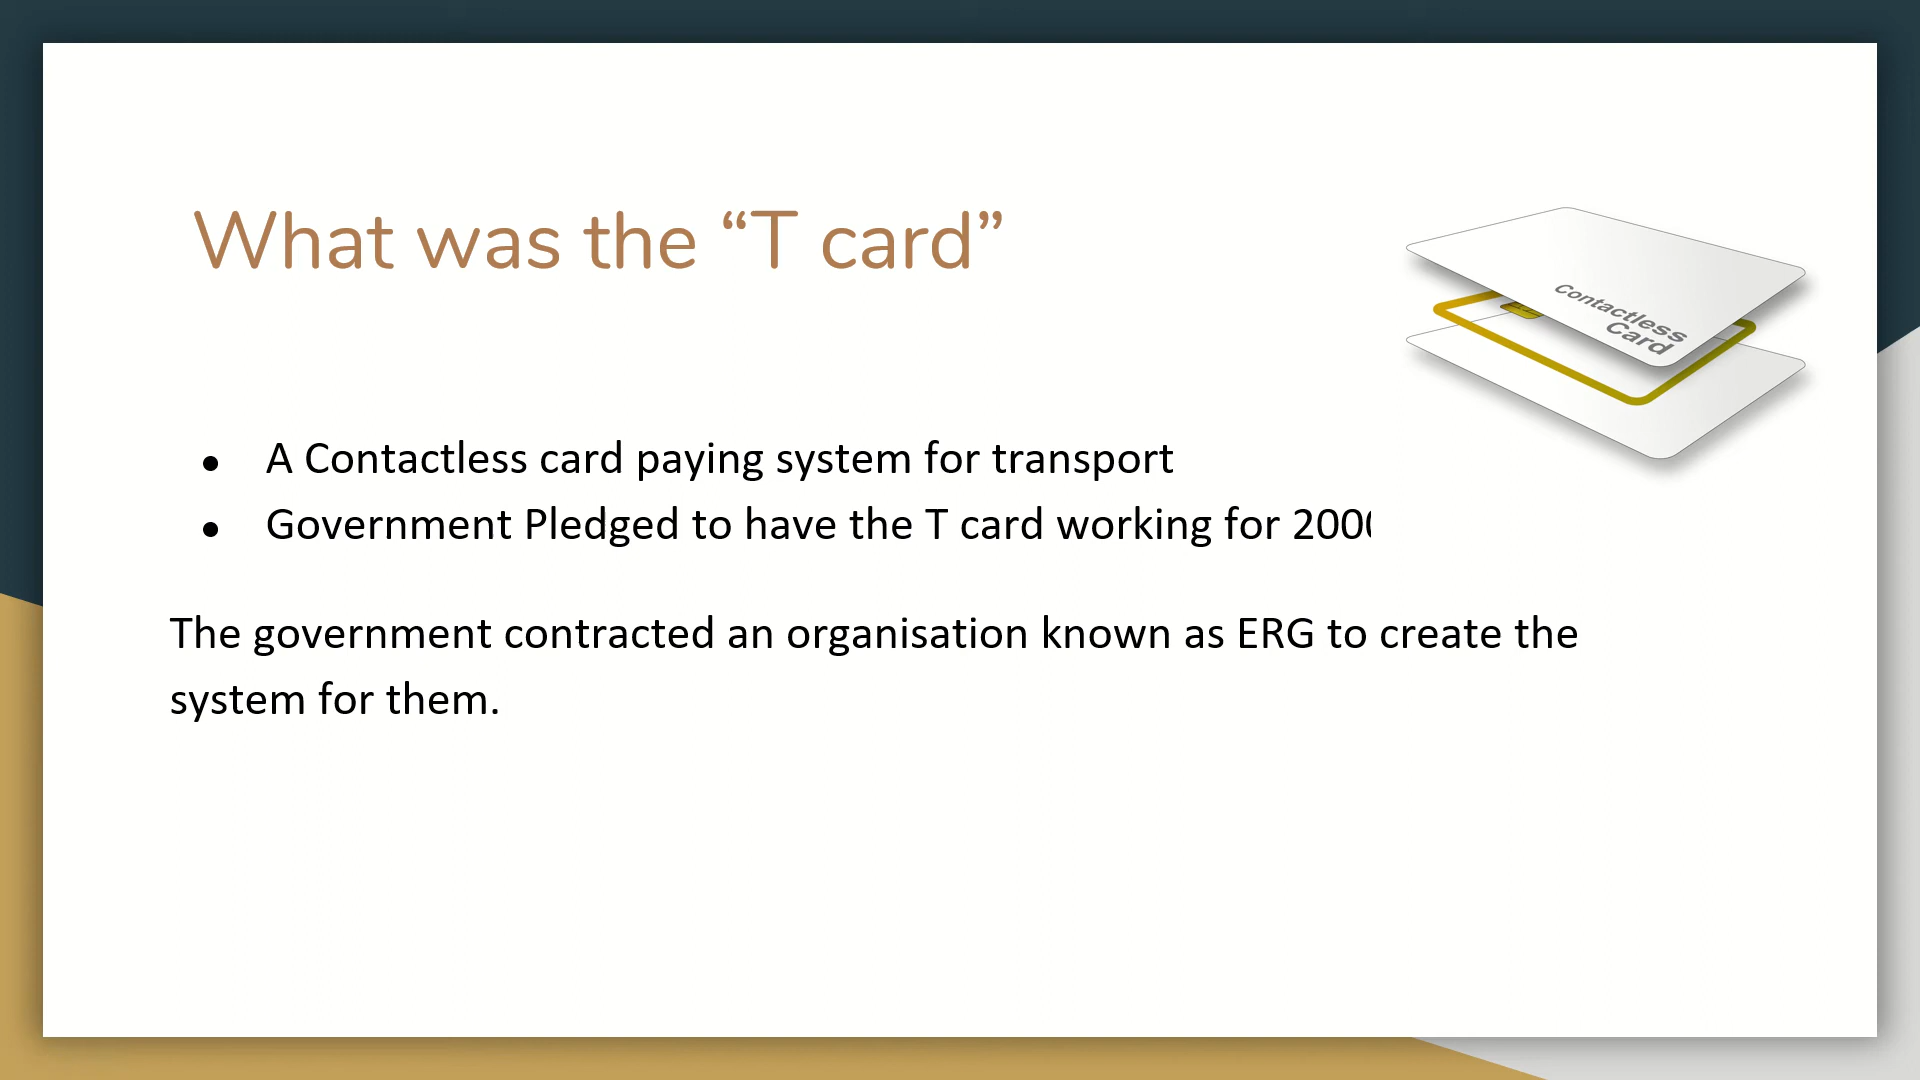 What was the “T card”
Contactless
Card
● A Contactless card paying system for transport
● Government Pledged to have the T card working for 2000
The government contracted an organisation known as ERG to create the
system for them.